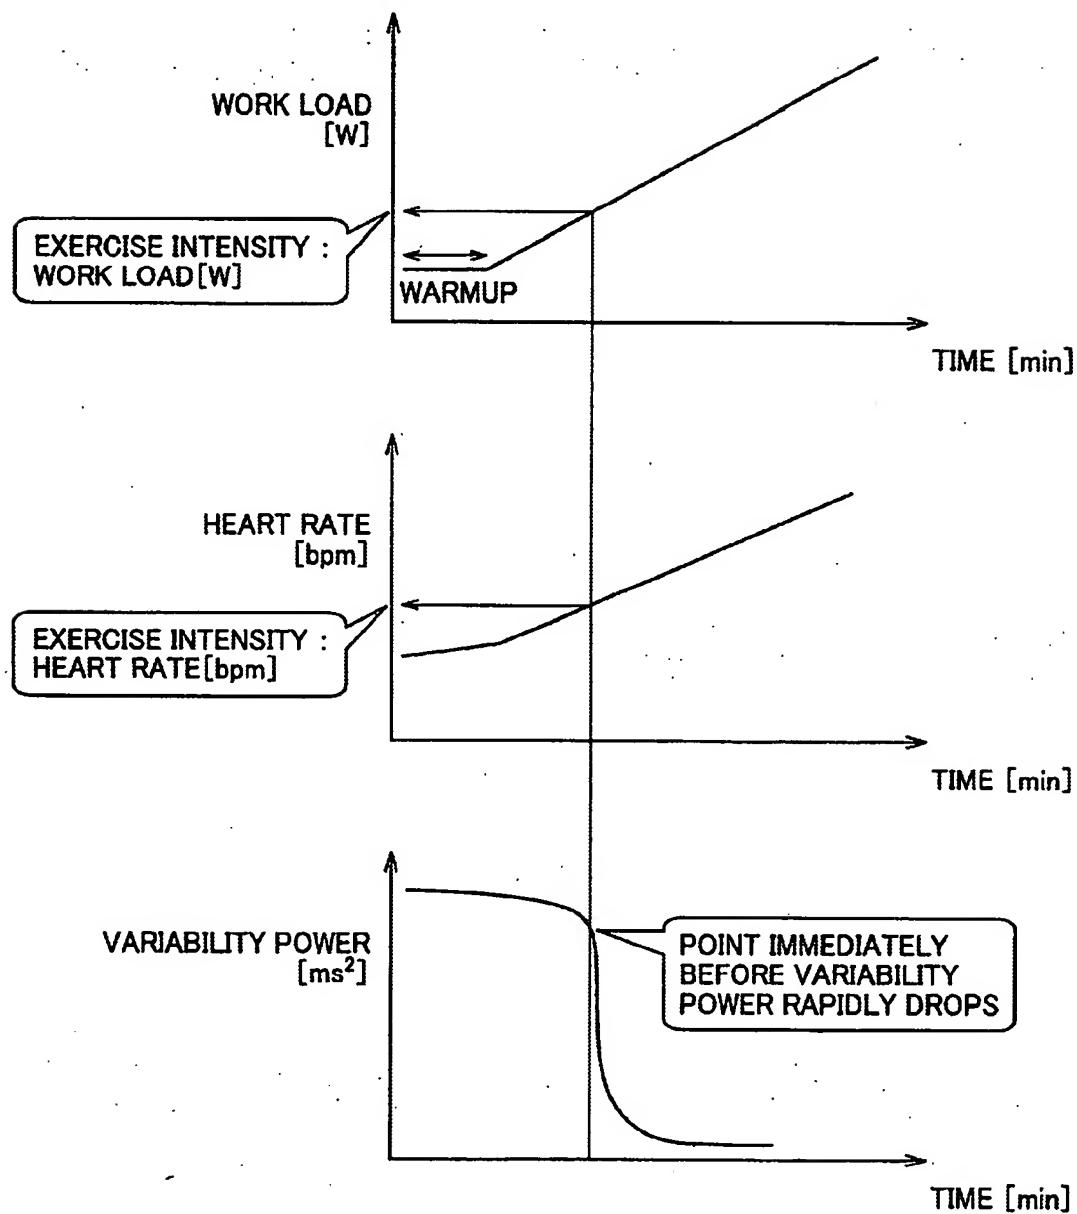 WORK LOAD
[W]
EXERCISE INTENSITY :
WORK LOAD[W]
WARMUP
TIME [min]
HEART RATE
[bpm]
EXERCISE INTENSITY :
HEART RATE[bpm]
TIME [min]
VARIABILITY POWER
[ms²]
POINT IMMEDIATELY
BEFORE VARIABILITY
POWER RAPIDLY DROPS
TIME [min]